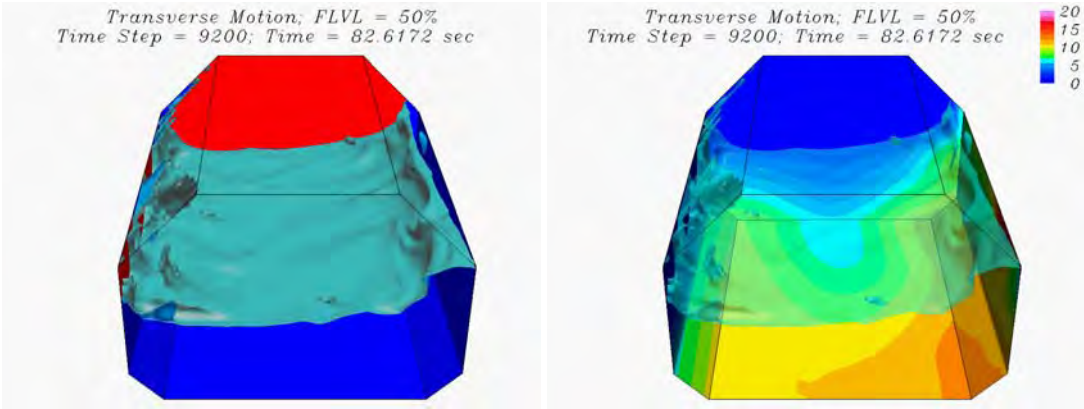 Transverse Motion; FLVL = 50%
Time Step = 9200; Time = 82.6172 sec
Transverse Motion; FLVL = 50%
Time Step = 9200; Time = 82.6172 sec
20
15
10
5
0